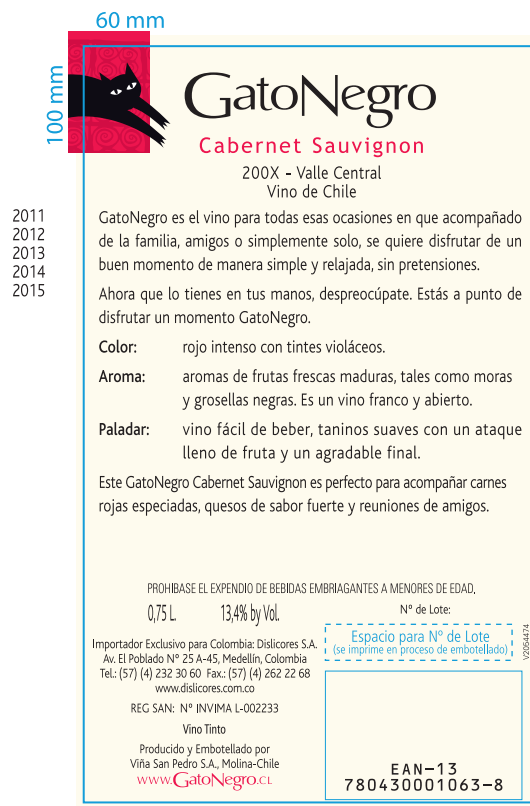 60 mm
100 mm
GatoNegro
Cabernet Sauvignon
200X - Valle Central
Vino de Chile
2011
2012
2013
2014
2015
GatoNegro es el vino para todas esas ocasiones en que acompañado
de la familia, amigos o simplemente solo, se quiere disfrutar de un
buen momento de manera simple y relajada, sin pretensiones.
Ahora que lo tienes en tus manos, despreocúpate. Estás a punto de
disfrutar un momento GatoNegro.
Color: rojo intenso con tintes violáceos.
Aroma: aromas de frutas frescas maduras, tales como moras
y grosellas negras. Es un vino franco y abierto.
Paladar: vino fácil de beber, taninos suaves con un ataque
lleno de fruta y un agradable final.
Este GatoNegro Cabernet Sauvignon es perfecto para acompañar carnes
rojas especiadas, quesos de sabor fuerte y reuniones de amigos.
PROHIBASE EL EXPENDIO DE BEBIDAS EMBRIAGANTES A MENORES DE EDAD.
0,75 L. 13,4% by Vol. Nº de Lote:
Espacio para Nº de Lote
(se imprime en proceso de embotellado)
V2054474
Importador Exclusivo para Colombia: Dislicores S.A.
Av. El Poblado Nº 25 A-45, Medellín, Colombia
Tel.: (57) (4) 232 30 60 Fax.: (57) (4) 262 22 68
www.dislicores.com.co
REG SAN: Nº INVIMA L-002233
Vino Tinto
Producido y Embotellado por
Viña San Pedro S.A., Molina-Chile
WWW.GatoNegro.CL
EAN-13
780430001063-8